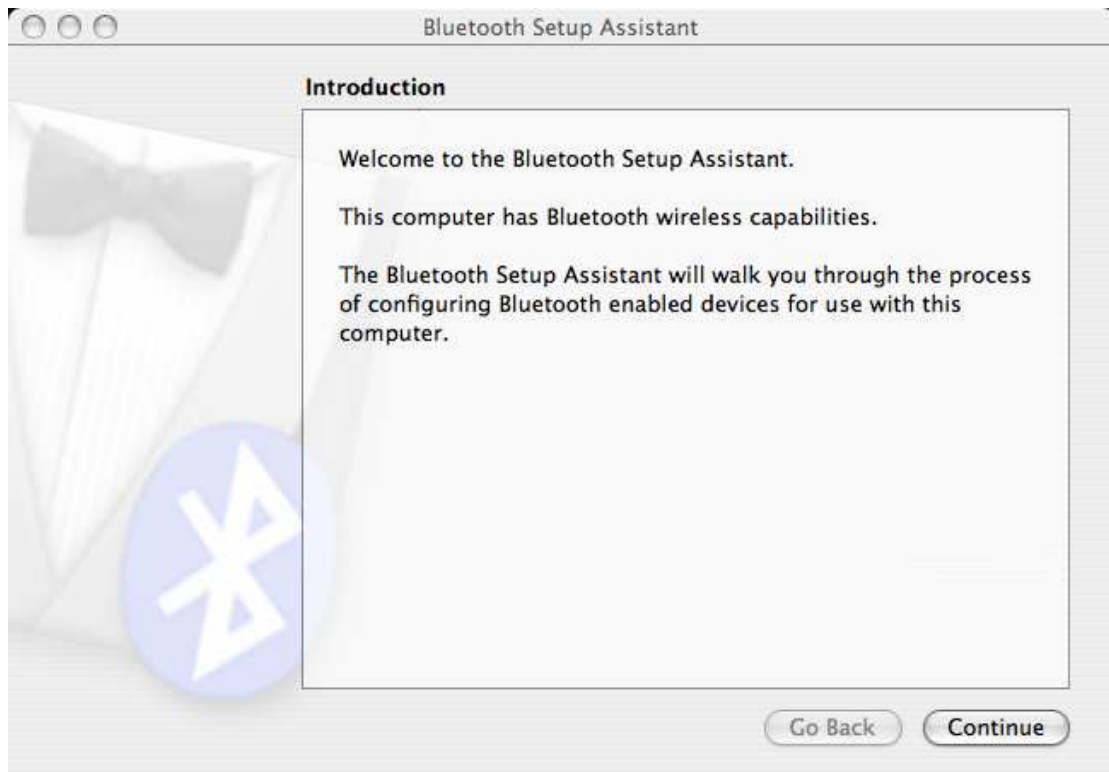 Bluetooth Setup Assistant
Introduction
Welcome to the Bluetooth Setup Assistant.
This computer has Bluetooth wireless capabilities.
The Bluetooth Setup Assistant will walk you through the process
of configuring Bluetooth enabled devices for use with this
computer.
Go Back
Continue